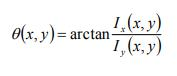 θ(x, y) = arctan I_x(x, y) / I_y(x, y)